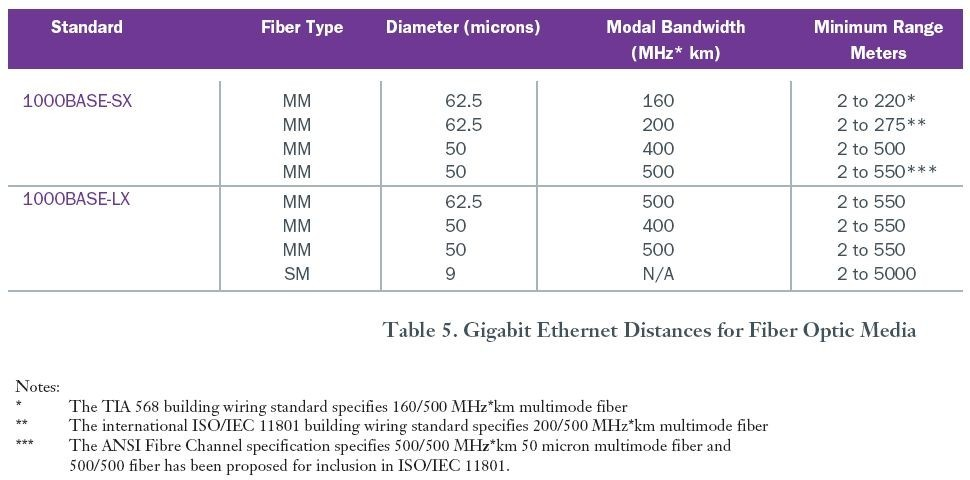 Standard Fiber Type Diameter (microns) Modal Bandwidth (MHz* km) Minimum Range Meters
1000BASE-SX MM 62.5 160 2 to 220*
MM 62.5 200 2 to 275**
MM 50 400 2 to 500
MM 50 500 2 to 550***
1000BASE-LX MM 62.5 500 2 to 550
MM 50 400 2 to 550
MM 50 500 2 to 550
SM 9 N/A 2 to 5000
Table 5. Gigabit Ethernet Distances for Fiber Optic Media
Notes:
* The TIA 568 building wiring standard specifies 160/500 MHz*km multimode fiber
** The international ISO/IEC 11801 building wiring standard specifies 200/500 MHz*km multimode fiber
*** The ANSI Fibre Channel specification specifies 500/500 MHz*km 50 micron multimode fiber and
500/500 fiber has been proposed for inclusion in ISO/IEC 11801.